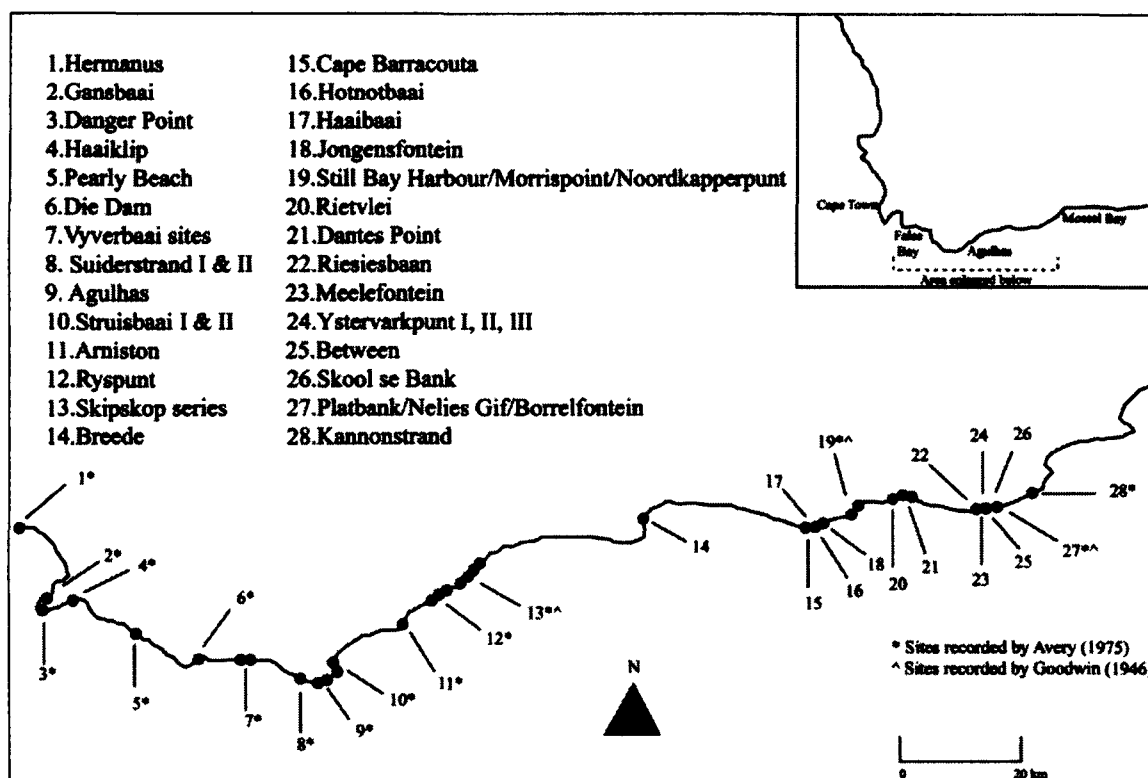 1.Hermanus
2.Gansbaai
3.Danger Point
4.Haaiklip
5.Pearly Beach
6.Die Dam
7.Vyverbaai sites
8. Suiderstrand I & II
9. Agulhas
10.Struisbaai I & II
11.Arniston
12.Ryspunt
13.Skipskop series
14.Breede
15.Cape Barracouta
16.Hotnotbaai
17.Haaibaai
18.Jongensfontein
19.Still Bay Harbour/Morrispoint/Noordkapperpunt
20.Rietvlei
21.Dantes Point
22.Riesiesbaan
23.Meelefontein
24.Ystervarkpunt I, II, III
25.Between
26.Skool se Bank
27.Platbank/Nelies Gif/Borrelfontein
28.Kannonstrand
Cape Town
False
Bay
Agulhas
Mossel Bay
Area enlarged below
1*
2*
3*
4*
5*
6*
7*
8*
9*
10*
11*
12*
13*^
14
15
16
17
18
19*^
20
21
22
23
24
25
26
27*^
28*
* Sites recorded by Avery (1975)
^ Sites recorded by Goodwin (1946)
N
0 20 km